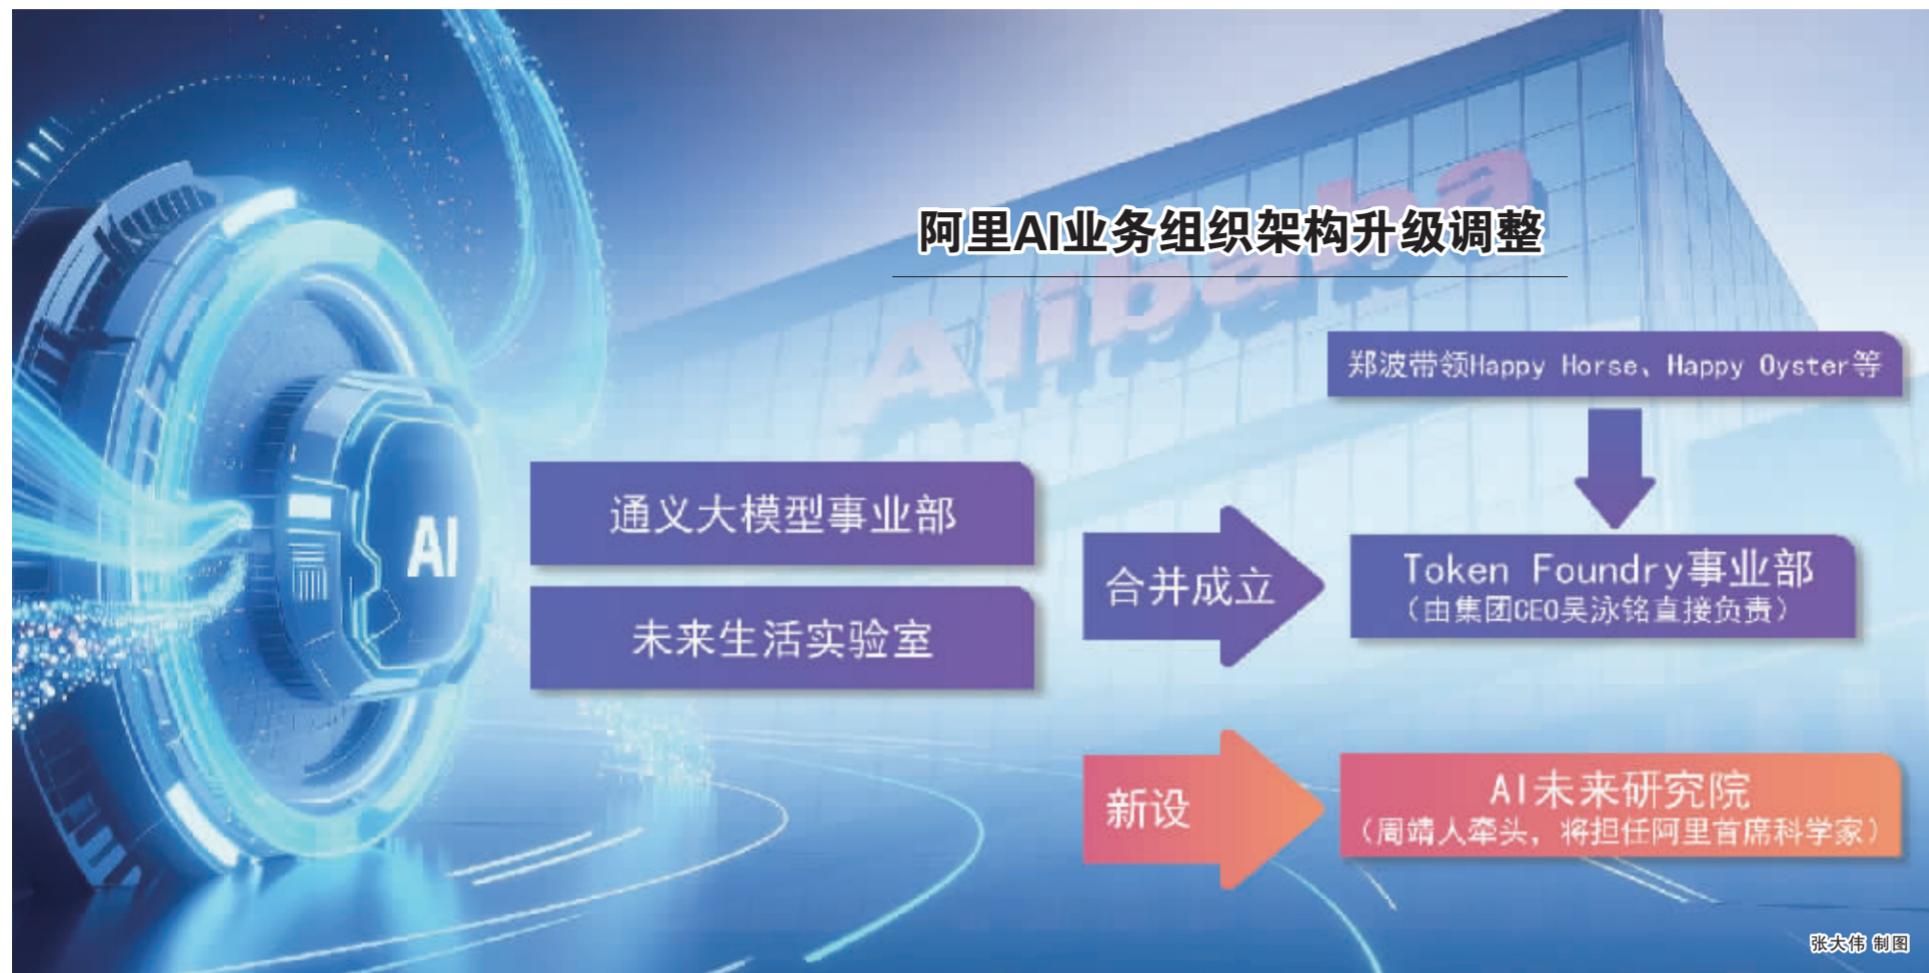 阿里AI业务组织架构升级调整
Alibaba
郑波带领Happy Horse、Happy Oyster等
AI
通义大模型事业部
未来生活实验室
合并成立
Token Foundry事业部
（由集团CEO吴泳铭直接负责）
新设
AI未来研究院
（周靖人牵头，将担任阿里首席科学家）
张大伟 制图